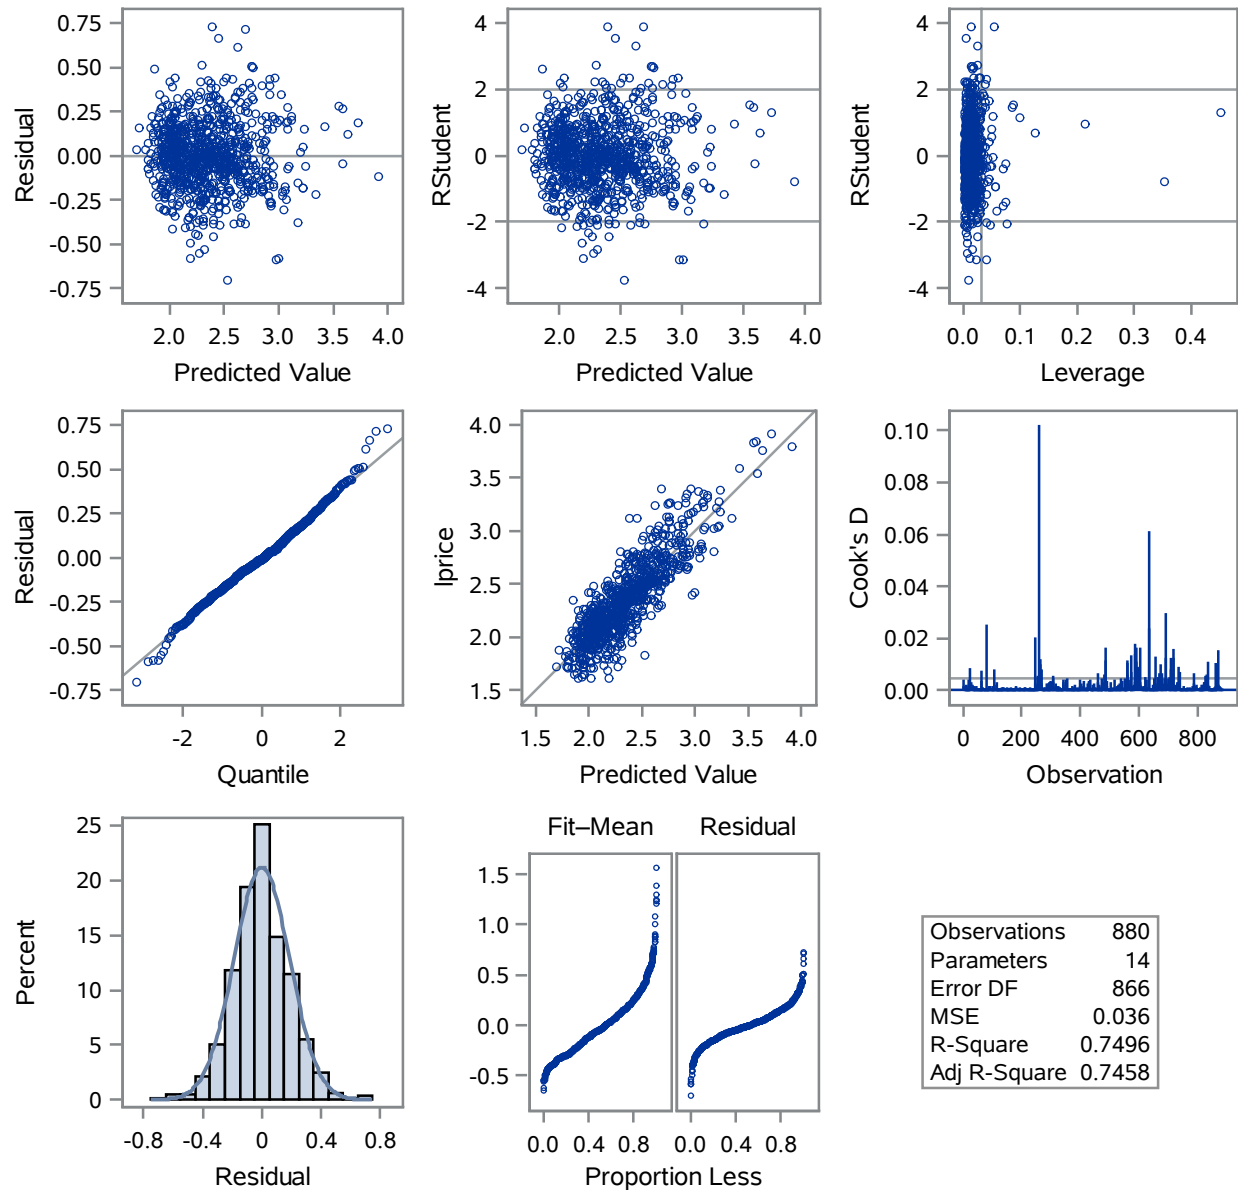 0.75
0.50
0.25
0.00
-0.25
-0.50
-0.75
Residual
2.0 2.5 3.0 3.5 4.0
Predicted Value
4
2
0
-2
-4
RStudent
2.0 2.5 3.0 3.5 4.0
Predicted Value
4
2
0
-2
-4
RStudent
0.0 0.1 0.2 0.3 0.4
Leverage
0.75
0.50
0.25
0.00
-0.25
-0.50
-0.75
Residual
-2 0 2
Quantile
4.0
3.5
3.0
2.5
2.0
1.5
lprice
1.5 2.0 2.5 3.0 3.5 4.0
Predicted Value
0.10
0.08
0.06
0.04
0.02
0.00
Cook's D
0 200 400 600 800
Observation
25
20
15
10
5
0
Percent
-0.8 -0.4 0 0.4 0.8
Residual
Fit–Mean Residual
1.5
1.0
0.5
0.0
-0.5
0.0 0.4 0.8 0.0 0.4 0.8
Proportion Less
Observations 880
Parameters 14
Error DF 866
MSE 0.036
R-Square 0.7496
Adj R-Square 0.7458